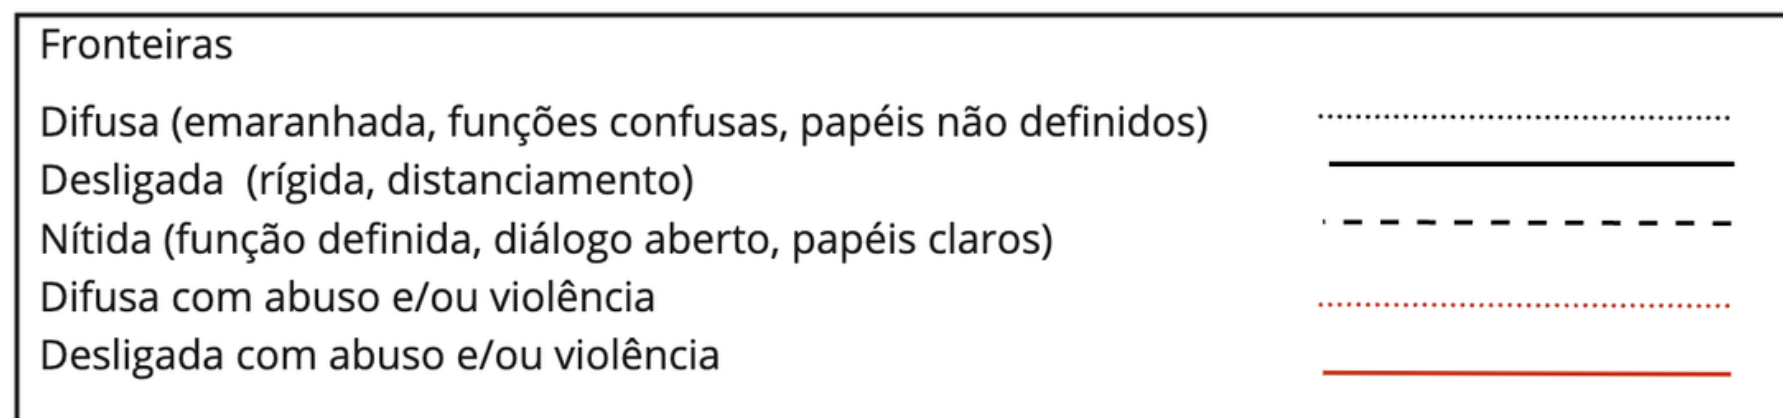 Fronteiras
Difusa (emaranhada, funções confusas, papéis não definidos)
Desligada  (rígida, distanciamento)
Nítida (função definida, diálogo aberto, papéis claros)
Difusa com abuso e/ou violência
Desligada com abuso e/ou violência